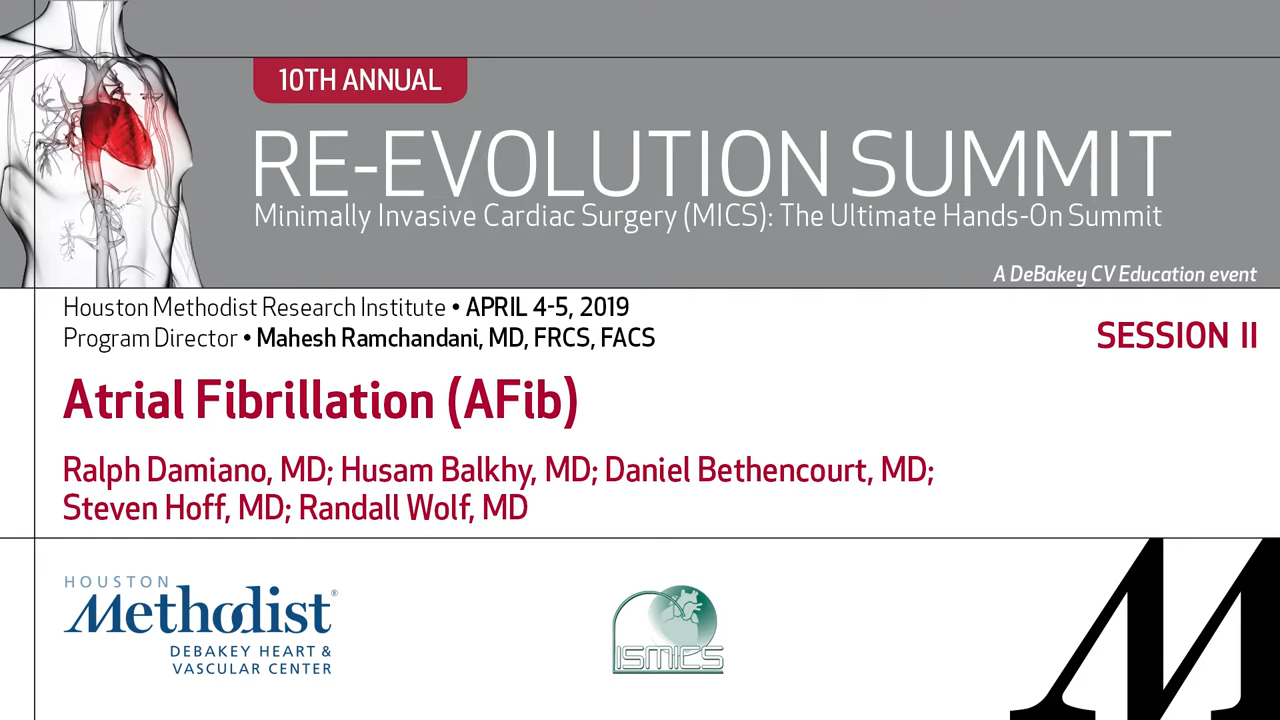 10TH ANNUAL
RE-EVOLUTION SUMMIT
Minimally Invasive Cardiac Surgery (MICS): The Ultimate Hands-On Summit
A DeBakey CV Education event
Houston Methodist Research Institute • APRIL 4-5, 2019
Program Director • Mahesh Ramchandani, MD, FRCS, FACS
SESSION II
Atrial Fibrillation (AFib)
Ralph Damiano, MD; Husam Balkhy, MD; Daniel Bethencourt, MD;
Steven Hoff, MD; Randall Wolf, MD
HOUSTON
Methodist®
DEBAKEY HEART &
VASCULAR CENTER
ISMICS
M